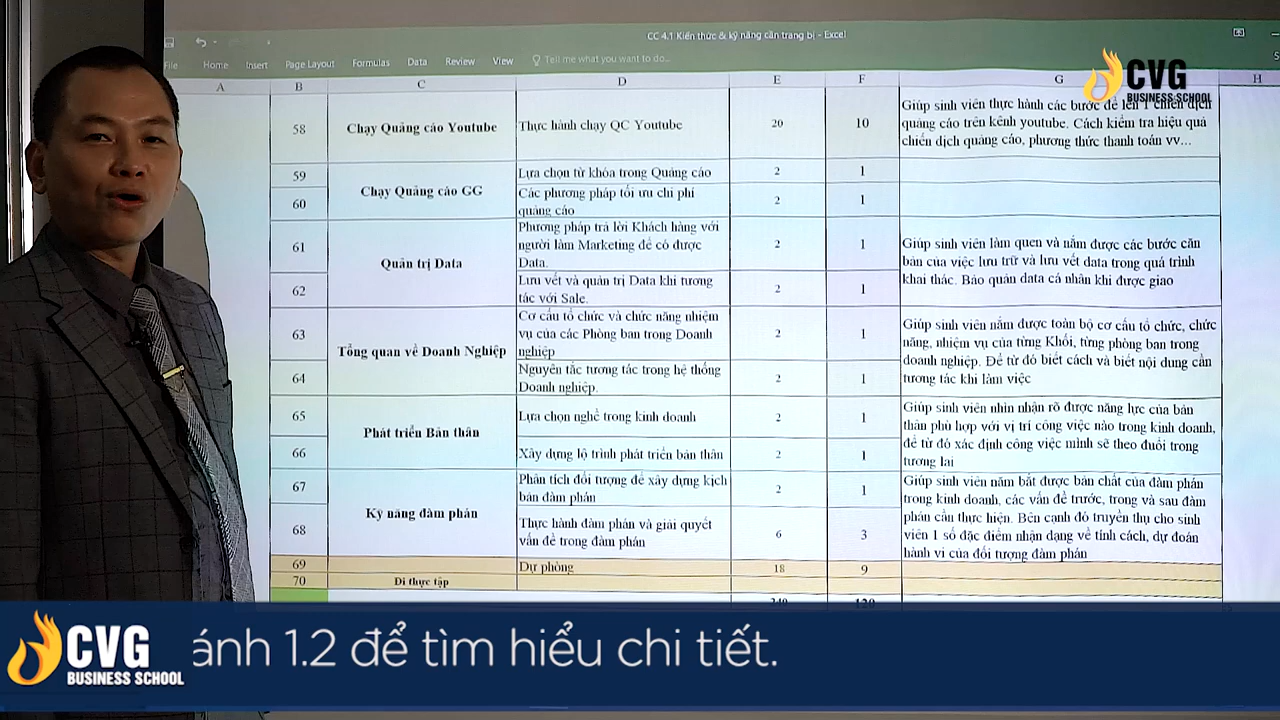 CC 4.1 Kiến thức & kỹ năng cần trang bị - Excel
File Home Insert Page Layout Formulas Data Review View Tell me what you want to do...
CVG
BUSINESS SCHOOL
A B C D E F G H
58 Chạy Quảng cáo Youtube Thực hành chạy QC Youtube 20 10
Giúp sinh viên thực hành các bước để lên 1 chiến dịch
quảng cáo trên kênh youtube. Cách kiểm tra hiệu quả
chiến dịch quảng cáo, phương thức thanh toán vv...
Chạy Quảng cáo GG
59 Lựa chọn từ khóa trong Quảng cáo 2 1
60 Các phương pháp tối ưu chi phí
quảng cáo 2 1
Quản trị Data
61 Phương pháp trả lời Khách hàng với
người làm Marketing để có được
Data. 2 1
62 Lưu vết và quản trị Data khi tương
tác với Sale. 2 1
Giúp sinh viên làm quen và nắm được các bước căn
bản của việc lưu trữ và lưu vết data trong quá trình
khai thác. Bảo quản data cá nhân khi được giao
Tổng quan về Doanh Nghiệp
63 Cơ cấu tổ chức và chức năng nhiệm
vụ của các Phòng ban trong Doanh
nghiệp 2 1
64 Nguyên tắc tương tác trong hệ thống
Doanh nghiệp. 2 1
Giúp sinh viên nắm được toàn bộ cơ cấu tổ chức, chức
năng, nhiệm vụ của từng Khối, từng phòng ban trong
doanh nghiệp. Để từ đó biết cách và biết nội dung cần
tương tác khi làm việc
Phát triển Bản thân
65 Lựa chọn nghề trong kinh doanh 2 1
66 Xây dựng lộ trình phát triển bản thân 2 1
Giúp sinh viên nhìn nhận rõ được năng lực của bản
thân phù hợp với vị trí công việc nào trong kinh doanh,
để từ đó xác định công việc mình sẽ theo đuổi trong
tương lai
Kỹ năng đàm phán
67 Phân tích đối tượng để xây dựng kịch
bản đàm phán 2 1
68 Thực hành đàm phán và giải quyết
vấn đề trong đàm phán 6 3
Giúp sinh viên nắm bắt được bản chất của đàm phán
trong kinh doanh, các vấn đề trước, trong và sau đàm
phán cần thực hiện. Bên cạnh đó truyền thụ cho sinh
viên 1 số đặc điểm nhận dạng về tính cách, dự đoán
hành vi của đối tượng đàm phán
69 Dự phòng 18 9
70 Đi thực tập
CVG
BUSINESS SCHOOL
ánh 1.2 để tìm hiểu chi tiết.